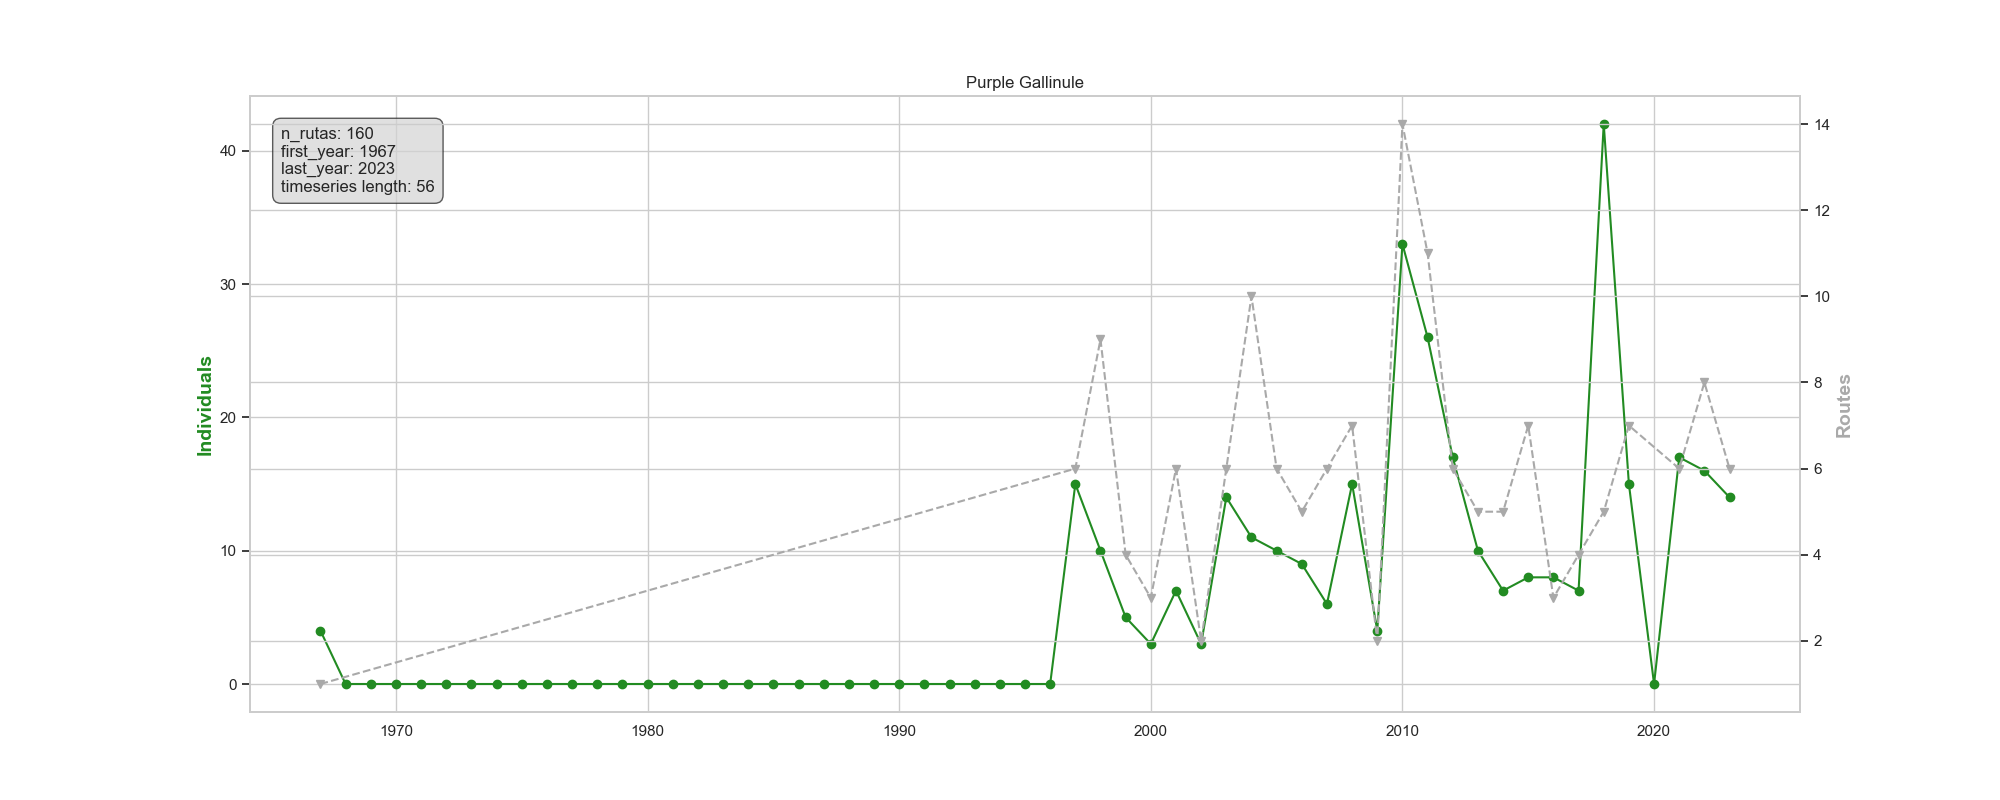 Purple Gallinule
n_rutas: 160
first_year: 1967
last_year: 2023
timeseries length: 56
Individuals
40
30
20
10
0
14
12
10
8
6
4
2
Routes
1970
1980
1990
2000
2010
2020